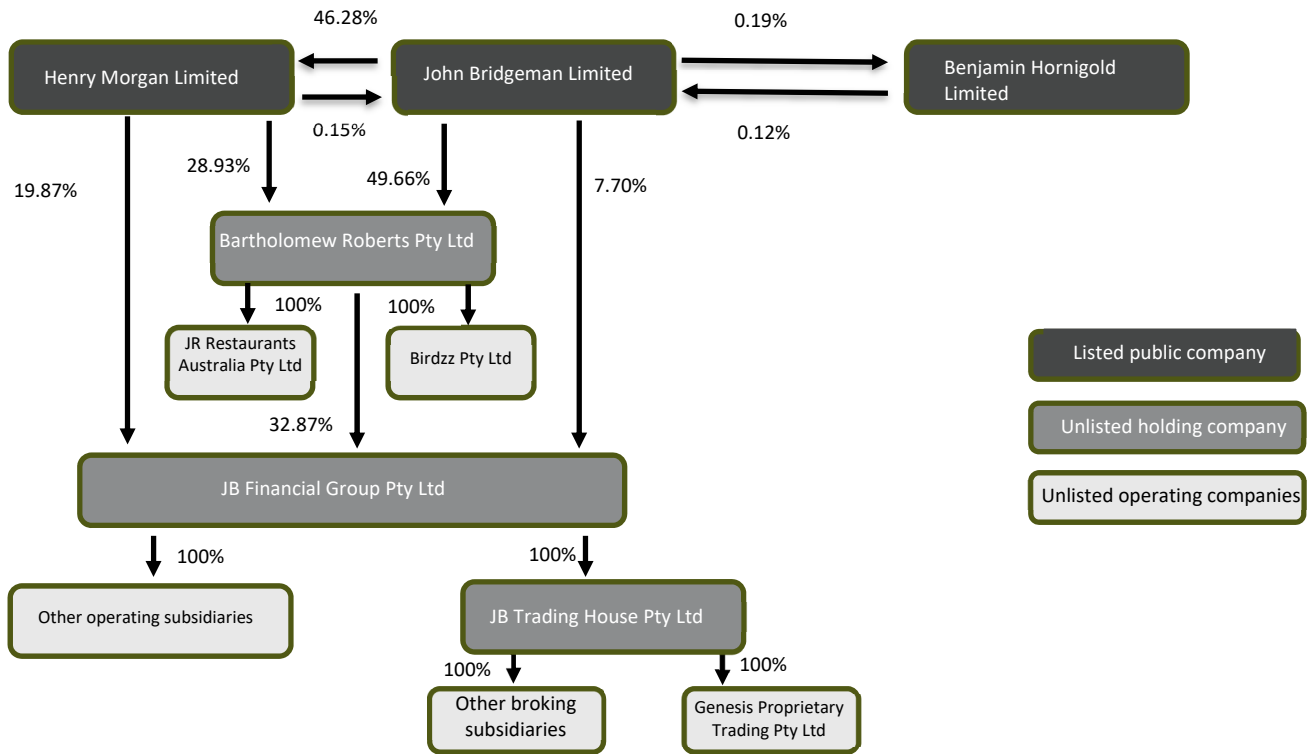 46.28%
0.19%
Henry Morgan Limited
John Bridgeman Limited
Benjamin Hornigold
Limited
0.15%
0.12%
19.87%
28.93%
49.66%
7.70%
Bartholomew Roberts Pty Ltd
100%
100%
JR Restaurants
Australia Pty Ltd
Birdzz Pty Ltd
Listed public company
32.87%
Unlisted holding company
JB Financial Group Pty Ltd
Unlisted operating companies
100%
100%
Other operating subsidiaries
JB Trading House Pty Ltd
100%
100%
Other broking
subsidiaries
Genesis Proprietary
Trading Pty Ltd